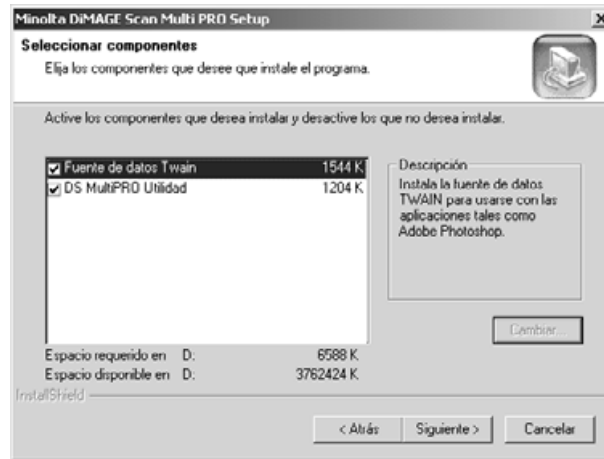 Minolta DiMAGE Scan Multi PRO Setup
Seleccionar componentes
Elija los componentes que desee que instale el programa.
Active los componentes que desea instalar y desactive los que no desea instalar.
Fuente de datos Twain 1544 K
DS MultiPRO Utilidad 1204 K
Descripción
Instala la fuente de datos
TWAIN para usarse con las
aplicaciones tales como
Adobe Photoshop.
Cambiar...
Espacio requerido en D: 6588 K
Espacio disponible en D: 3762424 K
InstallShield
< Atrás
Siguiente >
Cancelar